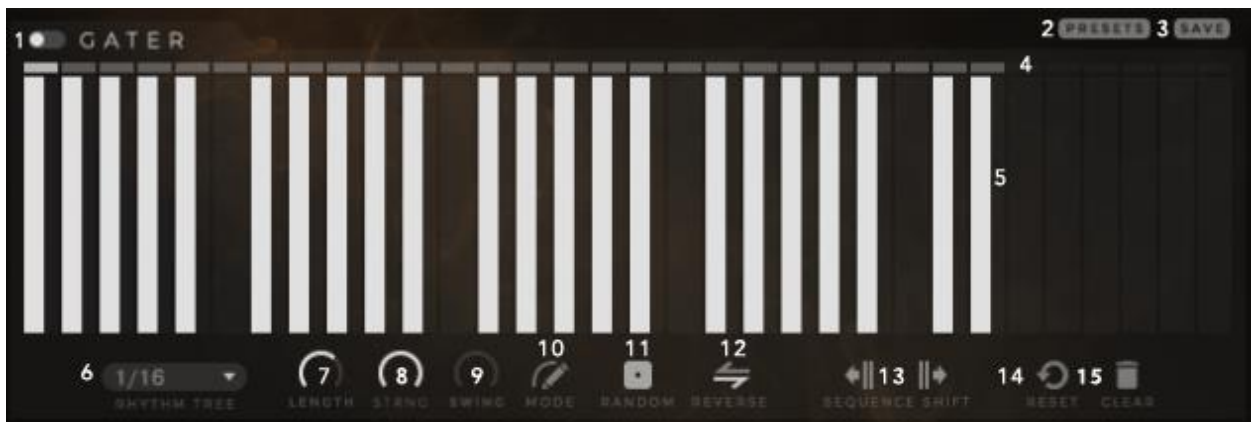 1 GATER 2 PRESETS 3 SAVE
4
5
10 11 12
6 1/16 7 8 9 13 14 15
RHYTHM TREE LENGTH STRNG SWING MODE RANDOM REVERSE SEQUENCE SHIFT RESET CLEAR